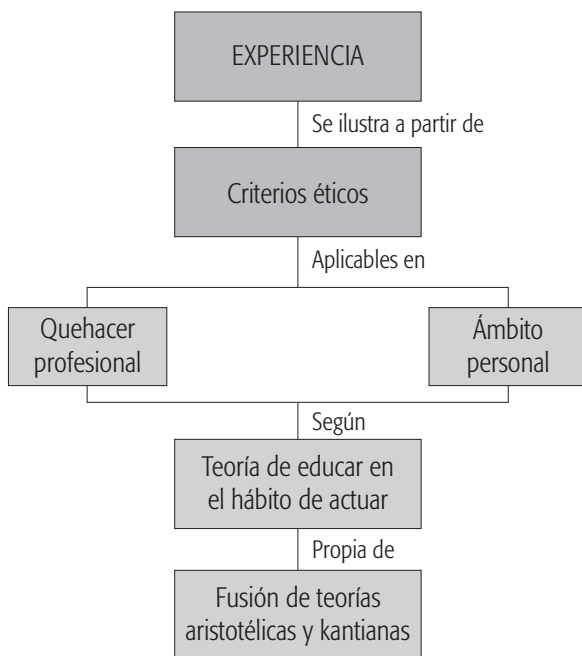 EXPERIENCIA
Se ilustra a partir de
Criterios éticos
Aplicables en
Quehacer
profesional
Ámbito
personal
Según
Teoría de educar en
el hábito de actuar
Propia de
Fusión de teorías
aristotélicas y kantianas